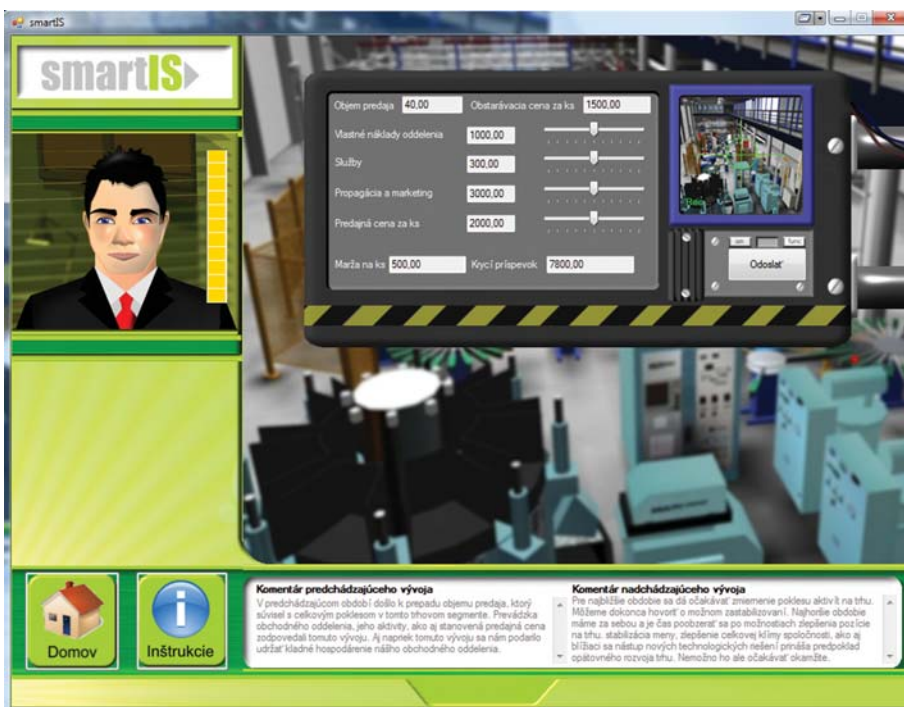 smartIS
smartIS
Objem predaja 40,00 Obstarávacia cena za ks 1500,00
Vlastné náklady oddelenia 1000,00
Služby 300,00
Propagácia a marketing 3000,00
Predajná cena za ks 2000,00
Marža na ks 500,00 Krycí príspevok 7800,00
Rec
on func
Odoslať
Domov
Inštrukcie
Komentár predchádzajúceho vývoja
V predchádzajúcom období došlo k prepadu objemu predaja, ktorý
súvisel s celkovým poklesom v tomto trhovom segmente. Prevádzka
obchodného oddelenia, jeho aktivity, ako aj stanovená predajná cena
zodpovedali tomuto vývoju. Aj napriek tomuto vývoju sa nám podarilo
udržať kladné hospodárenie nášho obchodného oddelenia.
Komentár nadchádzajúceho vývoja
Pre najbližšie obdobie sa dá očakávať zmiernenie poklesu aktivít na trhu.
Môžeme dokonca hovoriť o možnom zastabilizovaní. Najhoršie obdobie
máme za sebou a je čas poobzerať sa po možnostiach zlepšenia pozície
na trhu. stabilizácia meny, zlepšenie celkovej klímy spoločnosti, ako aj
blížiaci sa nástup nových technologických riešení prináša predpoklad
opätovného rozvoja trhu. Nemožno ho ale očakávať okamžite.